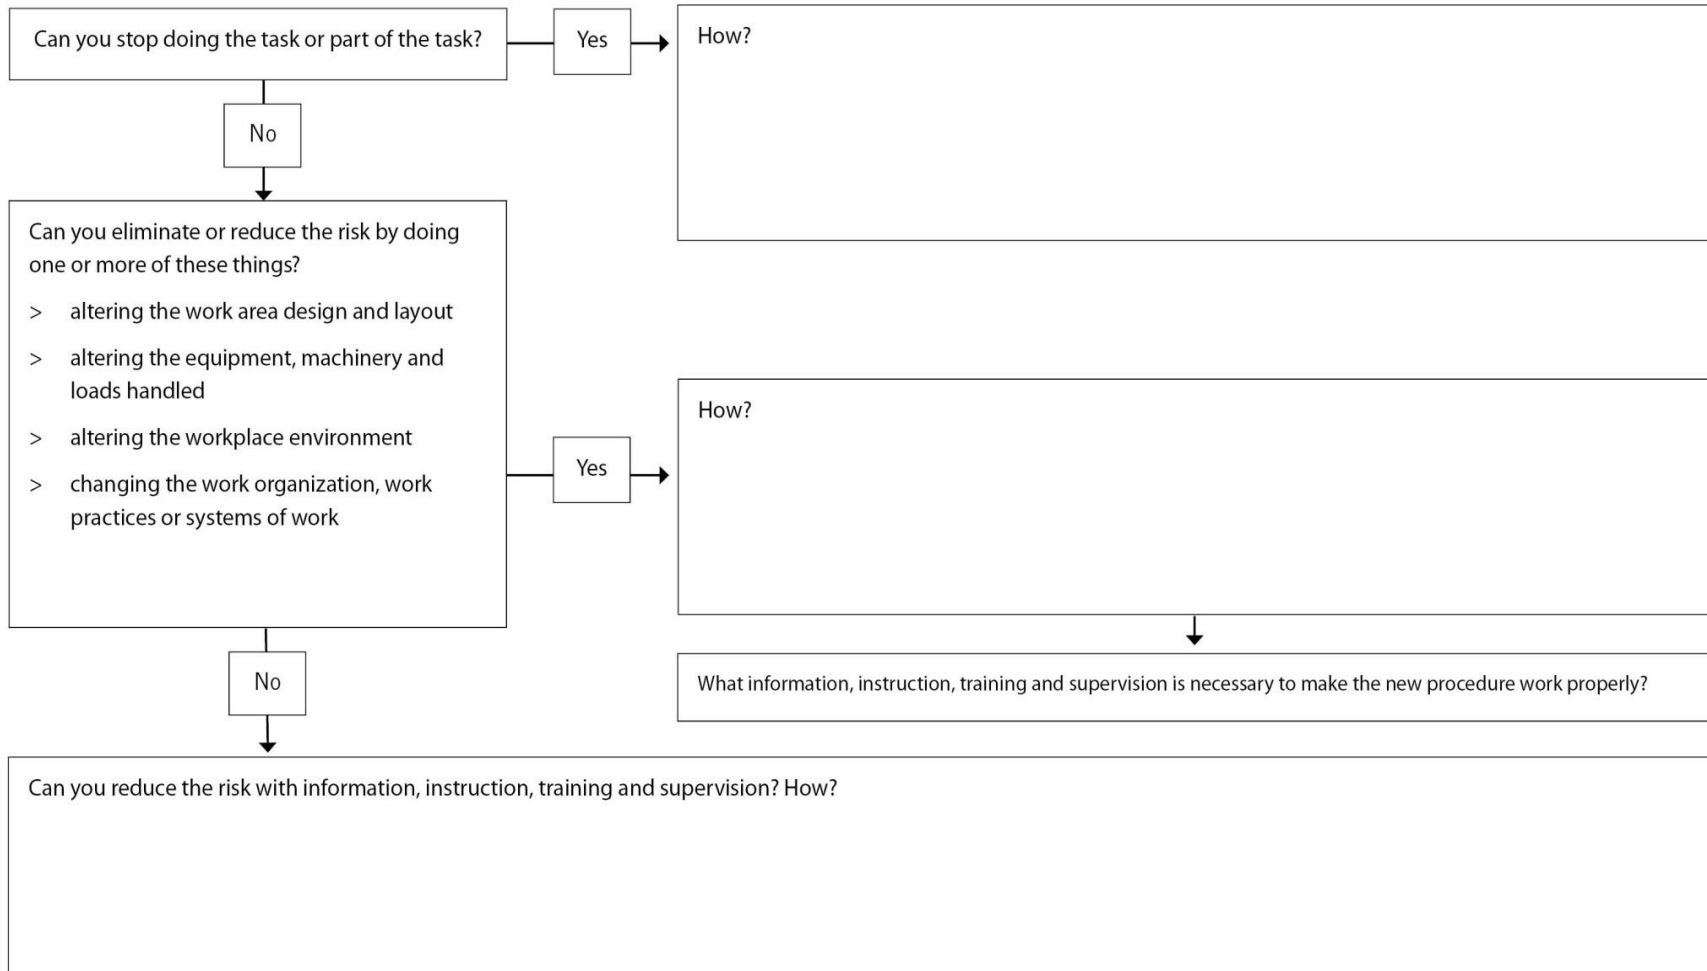 Can you stop doing the task or part of the task?
Yes
How?
No
Can you eliminate or reduce the risk by doing
one or more of these things?
> altering the work area design and layout
> altering the equipment, machinery and
loads handled
> altering the workplace environment
> changing the work organization, work
practices or systems of work
Yes
How?
What information, instruction, training and supervision is necessary to make the new procedure work properly?
No
Can you reduce the risk with information, instruction, training and supervision? How?